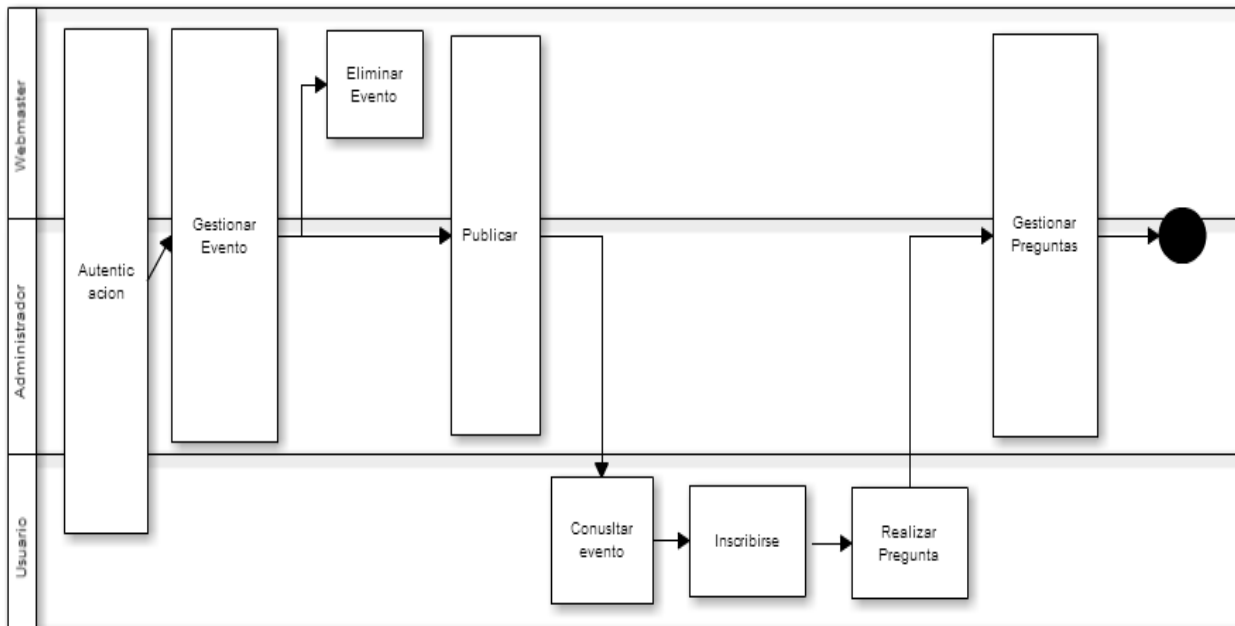 Webmaster
Administrador
Usuario
Autentic
acion
Gestionar
Evento
Eliminar
Evento
Publicar
Conusltar
evento
Inscribirse
Realizar
Pregunta
Gestionar
Preguntas